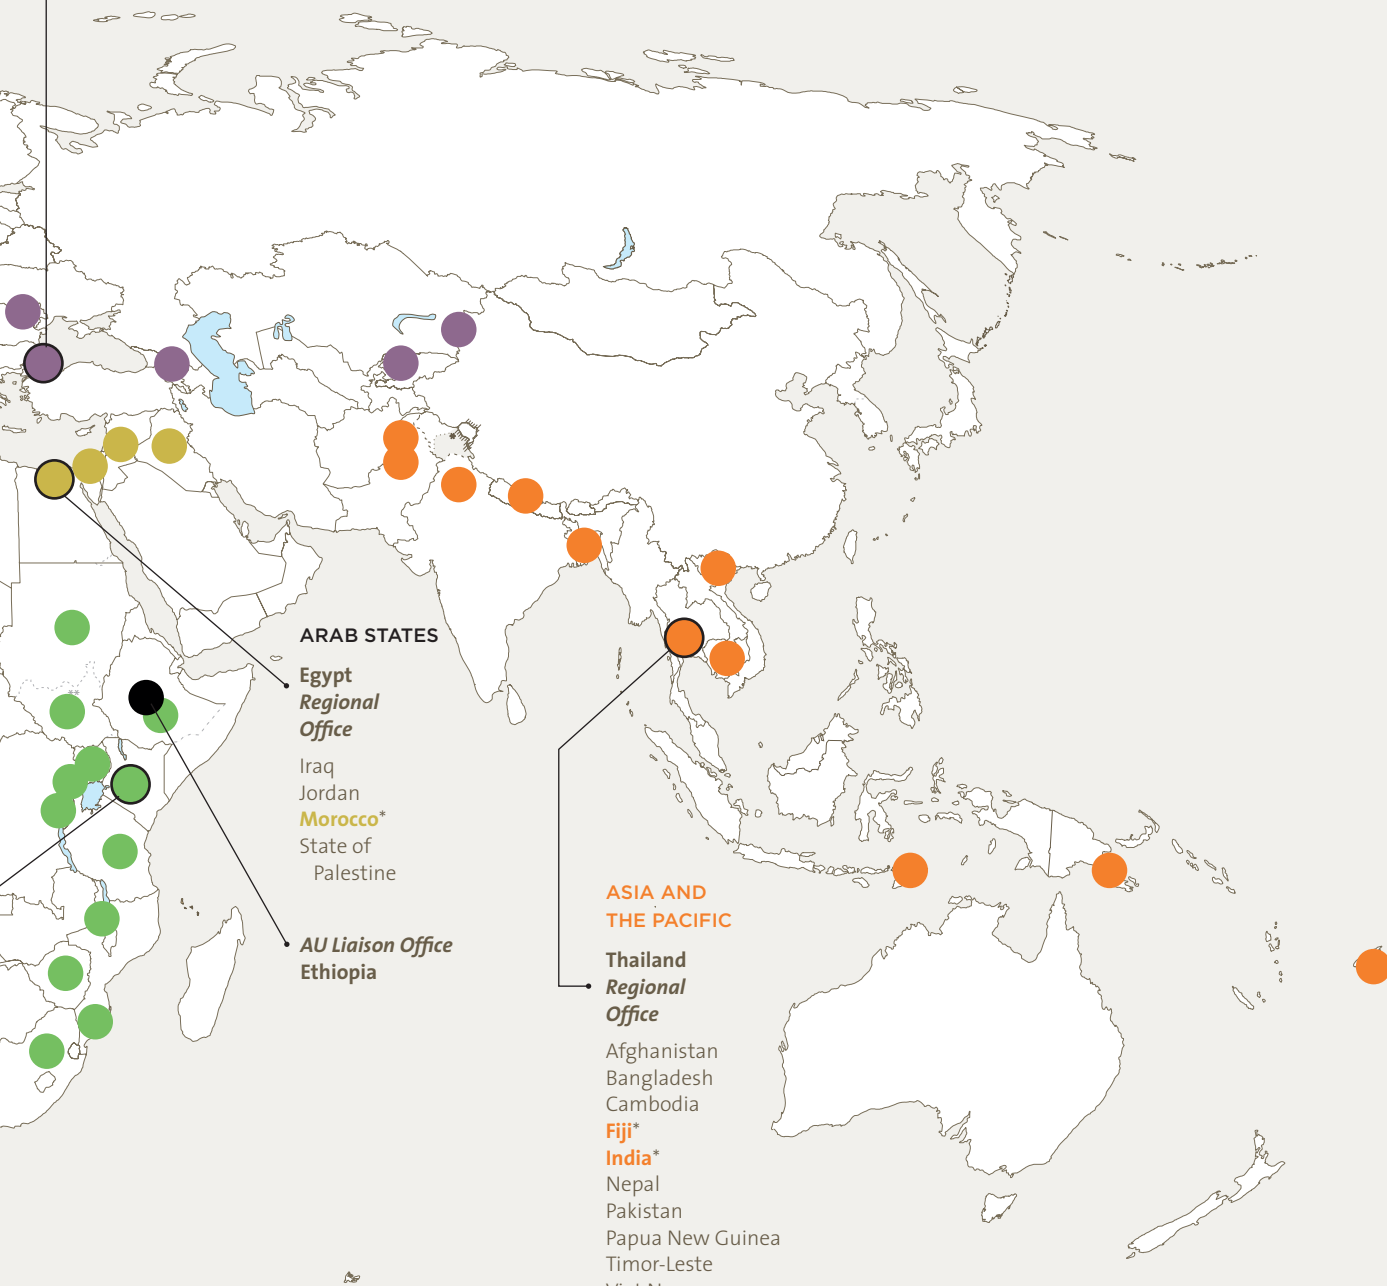 *
**
ARAB STATES
Egypt
Regional
Office
Iraq
Jordan
Morocco*
State of
Palestine
AU Liaison Office
Ethiopia
ASIA AND
THE PACIFIC
Thailand
Regional
Office
Afghanistan
Bangladesh
Cambodia
Fiji*
India*
Nepal
Pakistan
Papua New Guinea
Timor-Leste